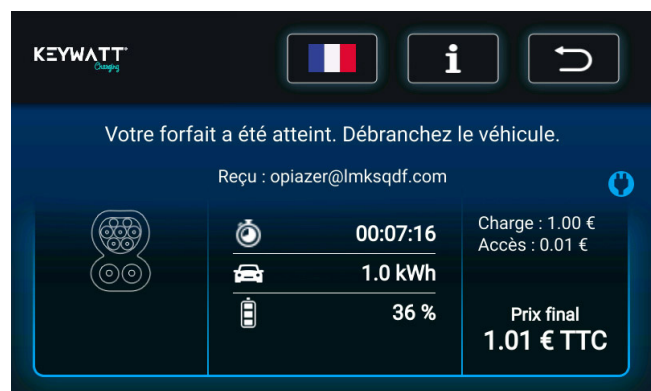 KEYWATT
Charging
i
Votre forfait a été atteint. Débranchez le véhicule.
Reçu : opiazer@lmksqdf.com
00:07:16
1.0 kWh
36 %
Charge : 1.00 €
Accès : 0.01 €
Prix final
1.01 € TTC